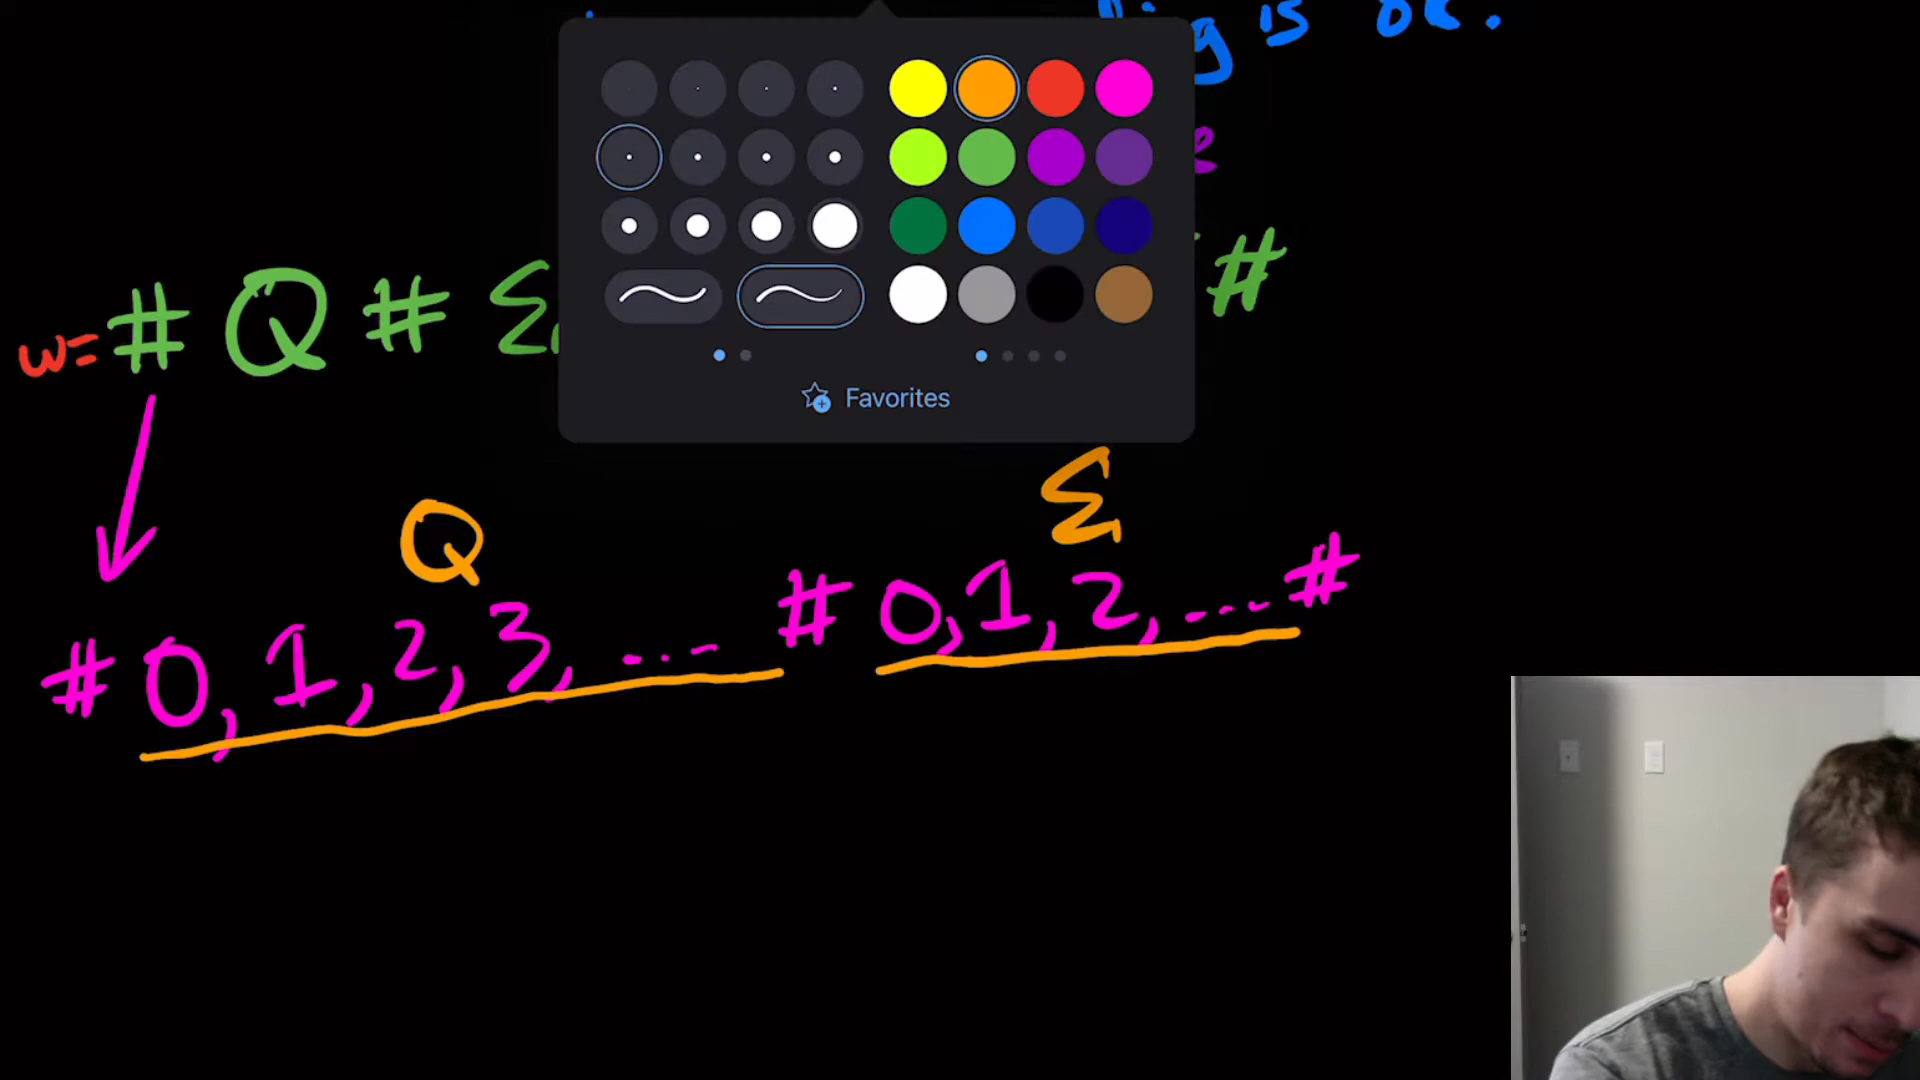 is ok.
w= # Q # Σ #
Favorites
Q Σ
# 0, 1, 2, 3, ... # 0, 1, 2, ... #